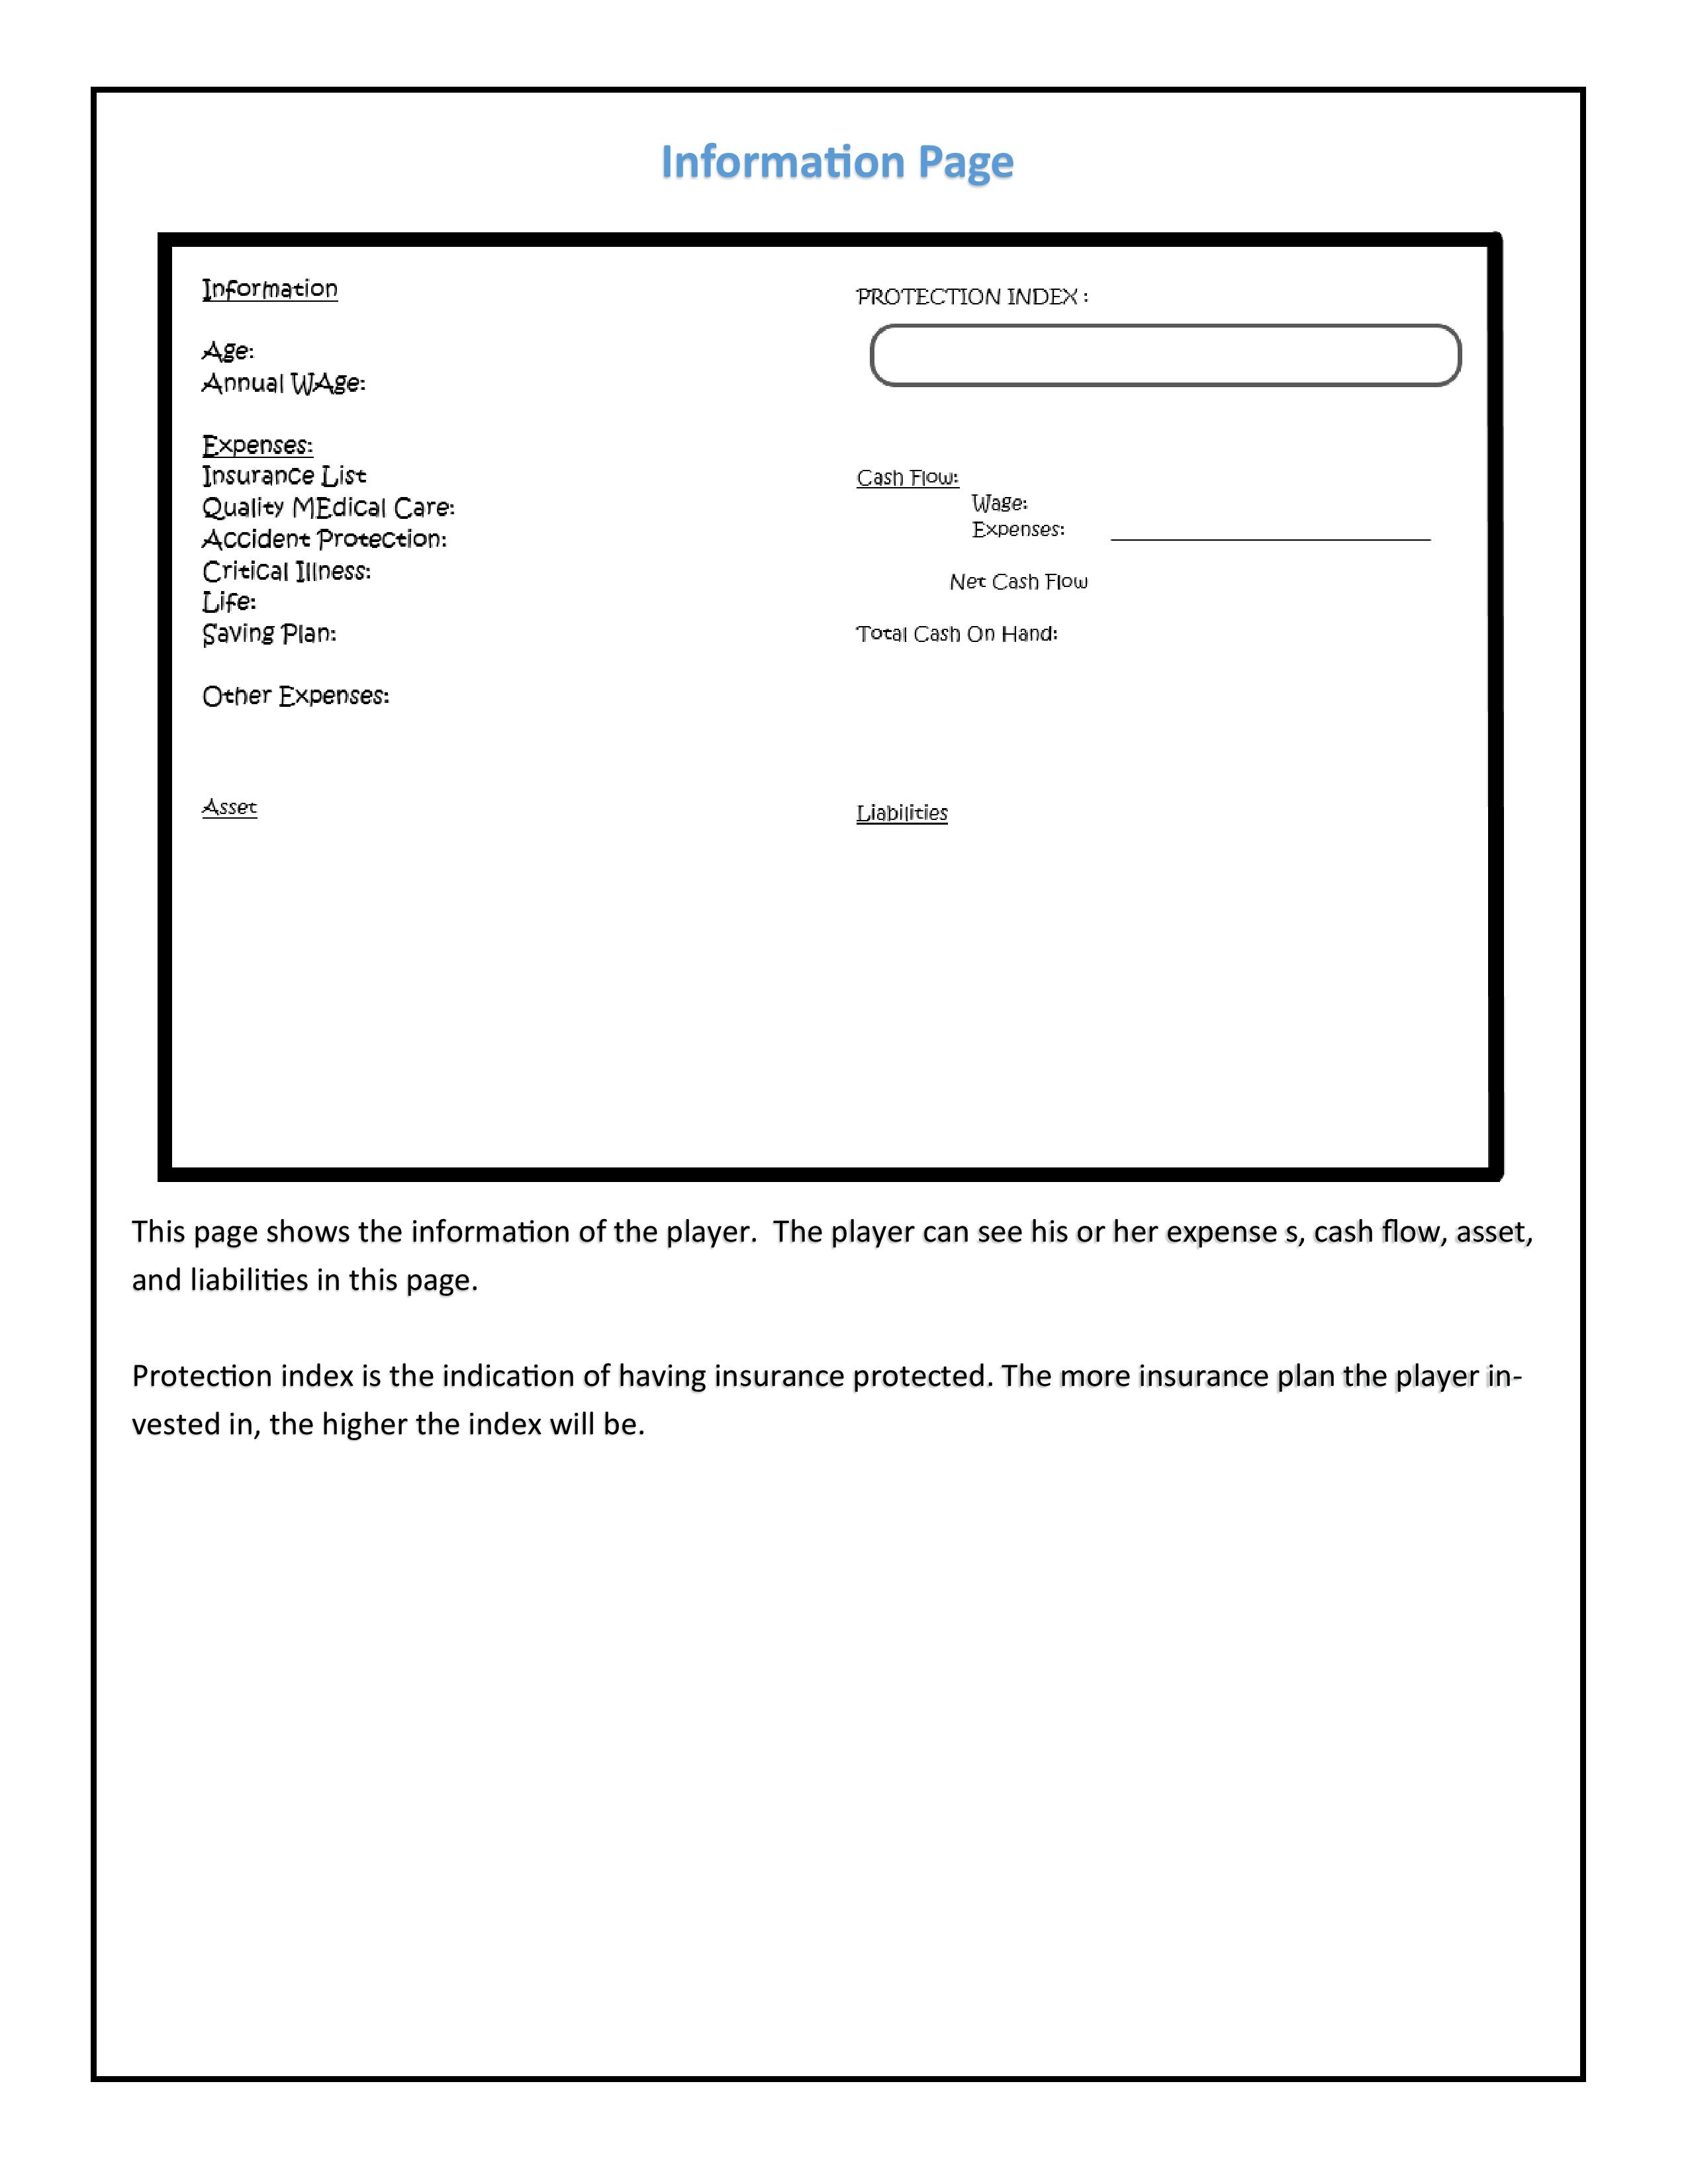 Information Page
Information
Age:
Annual WAge:
Expenses:
Insurance List
Quality MEdical Care:
Accident Protection:
Critical Illness:
Life:
Saving Plan:
Other Expenses:
Asset
PROTECTION INDEX :
Cash Flow:
Wage:
Expenses:
Net Cash Flow
Total Cash On Hand:
Liabilities
This page shows the information of the player.  The player can see his or her expense s, cash flow, asset,
and liabilities in this page.
Protection index is the indication of having insurance protected. The more insurance plan the player in-
vested in, the higher the index will be.